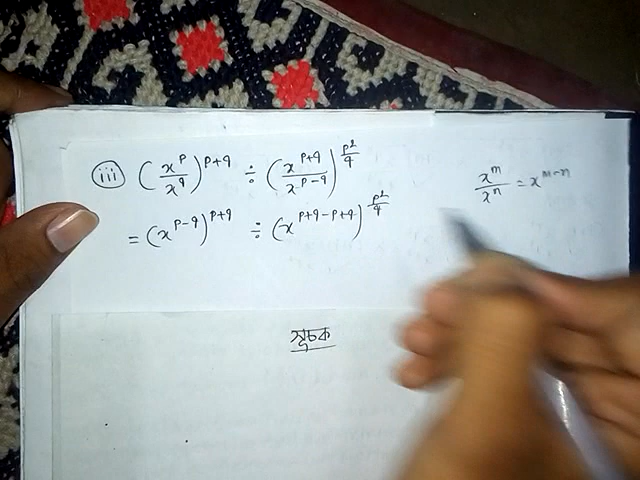 iii (x^p/x^q)^(p+q) ÷ (x^(p+q)/x^(p-q))^(p²/q)
x^m/x^n = x^(m-n)
= (x^(p-q))^(p+q) ÷ (x^(p+q-p+q))^(p²/q)
সূচক